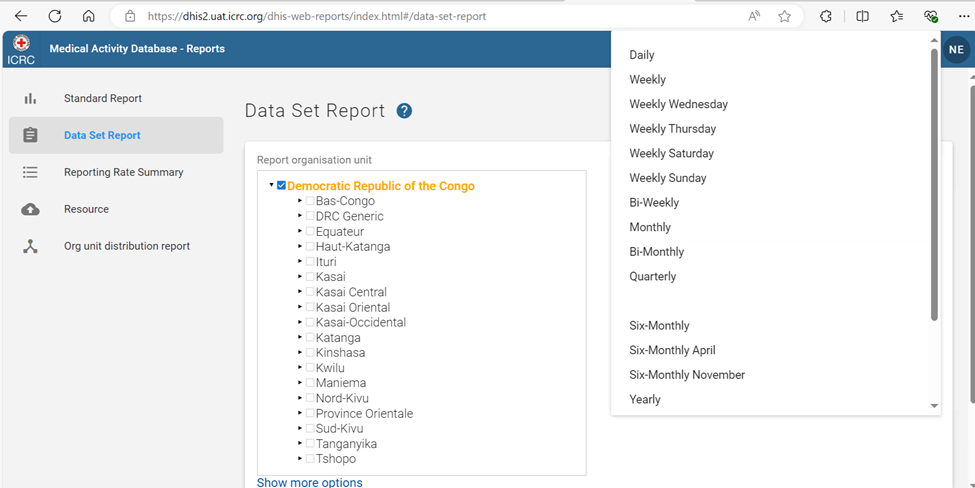 https://dhis2.uat.icrc.org/dhis-web-reports/index.html#/data-set-report
ICRC
Medical Activity Database - Reports
NE
Standard Report
Data Set Report
Reporting Rate Summary
Resource
Org unit distribution report
Data Set Report ?
Report organisation unit
Democratic Republic of the Congo
Bas-Congo
DRC Generic
Equateur
Haut-Katanga
Ituri
Kasai
Kasai Central
Kasai Oriental
Kasai-Occidental
Katanga
Kinshasa
Kwilu
Maniema
Nord-Kivu
Province Orientale
Sud-Kivu
Tanganyika
Tshopo
Show more options
Daily
Weekly
Weekly Wednesday
Weekly Thursday
Weekly Saturday
Weekly Sunday
Bi-Weekly
Monthly
Bi-Monthly
Quarterly
Six-Monthly
Six-Monthly April
Six-Monthly November
Yearly